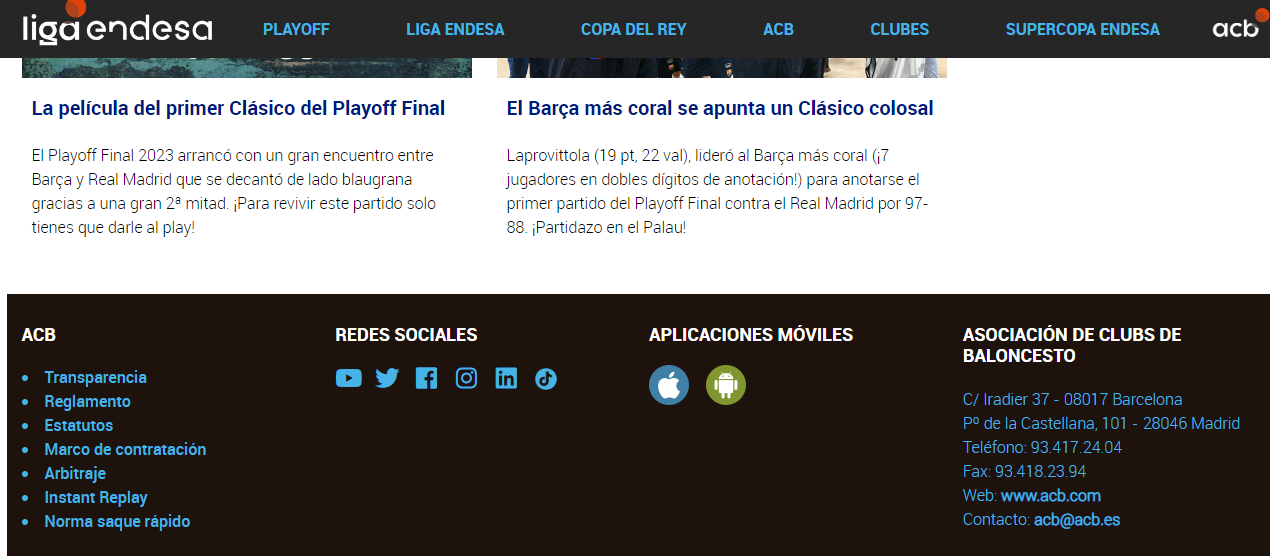 liga endesa
PLAYOFF
LIGA ENDESA
COPA DEL REY
ACB
CLUBES
SUPERCOPA ENDESA
acb
La película del primer Clásico del Playoff Final
El Playoff Final 2023 arrancó con un gran encuentro entre
Barça y Real Madrid que se decantó de lado blaugrana
gracias a una gran 2ª mitad. ¡Para revivir este partido solo
tienes que darle al play!
El Barça más coral se apunta un Clásico colosal
Laprovittola (19 pt, 22 val), lideró al Barça más coral (¡7
jugadores en dobles dígitos de anotación!) para anotarse el
primer partido del Playoff Final contra el Real Madrid por 97-
88. ¡Partidazo en el Palau!
ACB
Transparencia
Reglamento
Estatutos
Marco de contratación
Arbitraje
Instant Replay
Norma saque rápido
REDES SOCIALES
APLICACIONES MÓVILES
ASOCIACIÓN DE CLUBS DE
BALONCESTO
C/ Iradier 37 - 08017 Barcelona
Pº de la Castellana, 101 - 28046 Madrid
Teléfono: 93.417.24.04
Fax: 93.418.23.94
Web: www.acb.com
Contacto: acb@acb.es